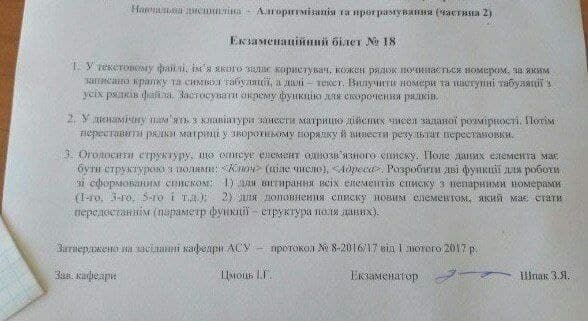 Навчальна дисципліна - Алгоритмізація та програмування (частина 2)
Екзаменаційний білет № 18
1. У текстовому файлі, ім'я якого задає користувач, кожен рядок починається номером, за яким
записано крапку та символ табуляції, а далі – текст. Вилучити номери та наступні табуляції з
усіх рядків файла. Застосувати окрему функцію для скорочення рядків.
2. У динамічну пам'ять з клавіатури занести матрицю дійсних чисел заданої розмірності. Потім
переставити рядки матриці у зворотньому порядку й вивести результат перестановки.
3. Оголосити структуру, що описує елемент однозв'язного списку. Поле даних елемента має
бути структурою з полями: <Ключ> (ціле число), <Адреса>. Розробити дві функції для роботи
зі сформованим списком: 1) для витирання всіх елементів списку з непарними номерами
(1-го, 3-го, 5-го і т.д.); 2) для доповнення списку новим елементом, який має стати
передостаннім (параметр функції – структура поля даних).
Затверджено на засіданні кафедри АСУ – протокол № 8-2016/17 від 1 лютого 2017 р.
Зав. кафедри Цмоць І.Г. Екзаменатор Шпак З.Я.